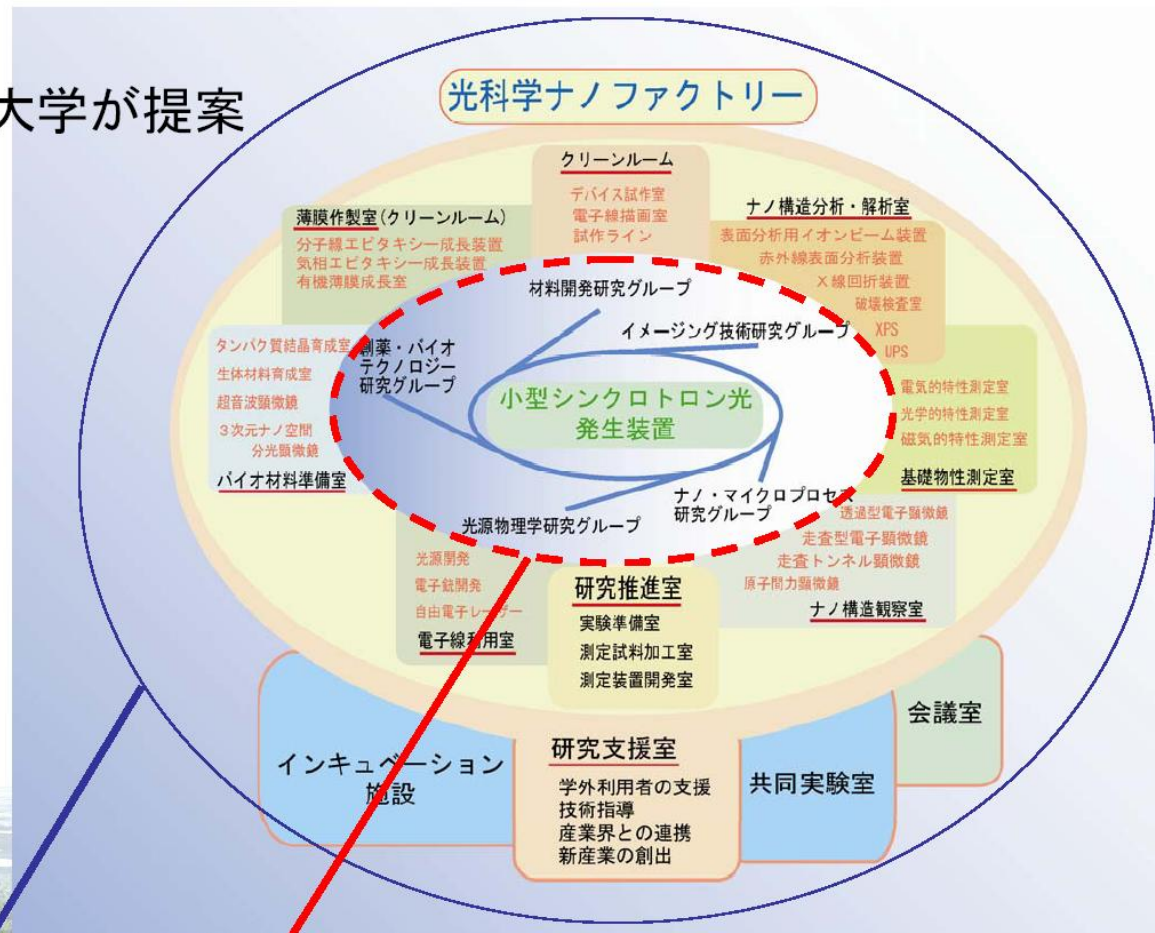 大学が提案
光科学ナノファクトリー
クリーンルーム
デバイス試作室
電子線描画室
試作ライン
薄膜作製室(クリーンルーム)
分子線エピタキシー成長装置
気相エピタキシー成長装置
有機薄膜成長室
ナノ構造分析・解析室
表面分析用イオンビーム装置
赤外線表面分析装置
X線回折装置
破壊検査室
XPS
UPS
材料開発研究グループ
イメージング技術研究グループ
創薬・バイオ
テクノロジー
研究グループ
小型シンクロトロン光
発生装置
タンパク質結晶育成室
生体材料育成室
超音波顕微鏡
3次元ナノ空間
分光顕微鏡
バイオ材料準備室
電気的特性測定室
光学的特性測定室
磁気的特性測定室
基礎物性測定室
ナノ・マイクロプロセス
研究グループ
光源物理学研究グループ
透過型電子顕微鏡
走査型電子顕微鏡
走査トンネル顕微鏡
原子間力顕微鏡
ナノ構造観察室
光源開発
電子銃開発
自由電子レーザー
電子線利用室
研究推進室
実験準備室
測定試料加工室
測定装置開発室
インキュベーション
施設
研究支援室
学外利用者の支援
技術指導
産業界との連携
新産業の創出
共同実験室
会議室